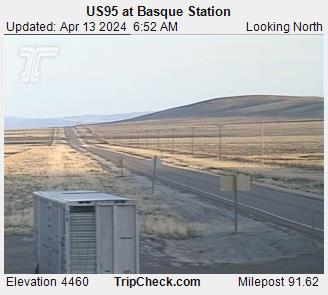 US95 at Basque Station
Updated: Apr 13 2024 6:52 AM Looking North
Elevation 4460 TripCheck.com Milepost 91.62